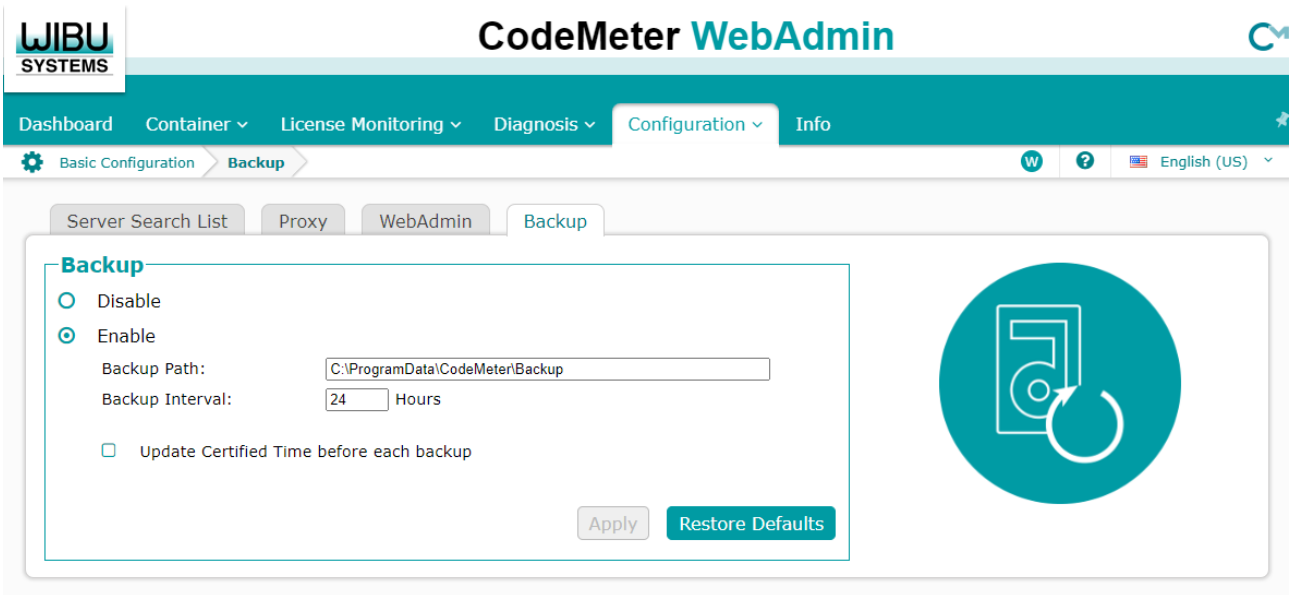 WIBU
SYSTEMS
CodeMeter WebAdmin
CM
Dashboard Container License Monitoring Diagnosis Configuration Info
Basic Configuration Backup W ? English (US)
Server Search List Proxy WebAdmin Backup
Backup
Disable
Enable
Backup Path: C:\ProgramData\CodeMeter\Backup
Backup Interval: 24 Hours
Update Certified Time before each backup
Apply Restore Defaults